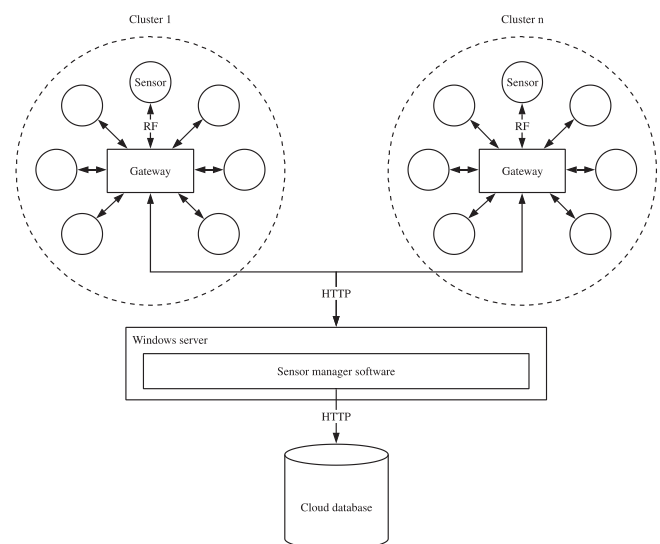 Cluster 1
Cluster n
Sensor
Sensor
RF
RF
Gateway
Gateway
HTTP
Windows server
Sensor manager software
HTTP
Cloud database